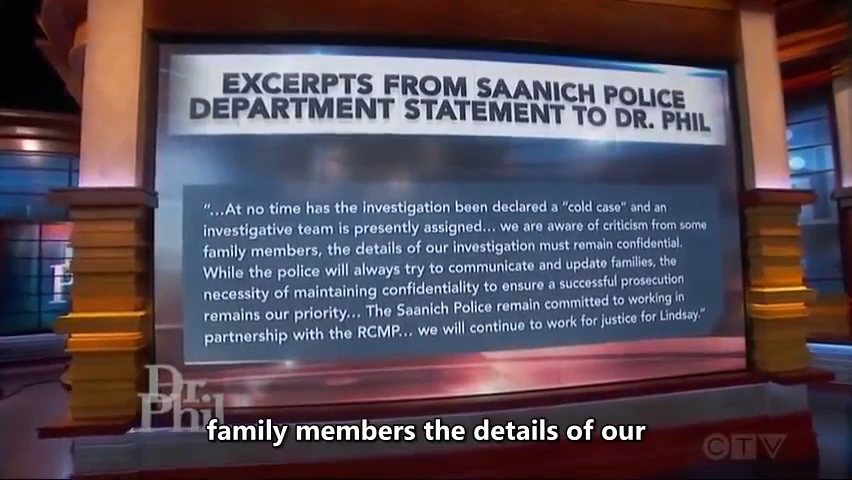 EXCERPTS FROM SAANICH POLICE
DEPARTMENT STATEMENT TO DR. PHIL
"...At no time has the investigation been declared a "cold case" and an
investigative team is presently assigned... we are aware of criticism from some
family members, the details of our investigation must remain confidential.
While the police will always try to communicate and update families, the
necessity of maintaining confidentiality to ensure a successful prosecution
remains our priority... The Saanich Police remain committed to working in
partnership with the RCMP... we will continue to work for justice for Lindsay."
Dr.
Phil
family members the details of our
CTV